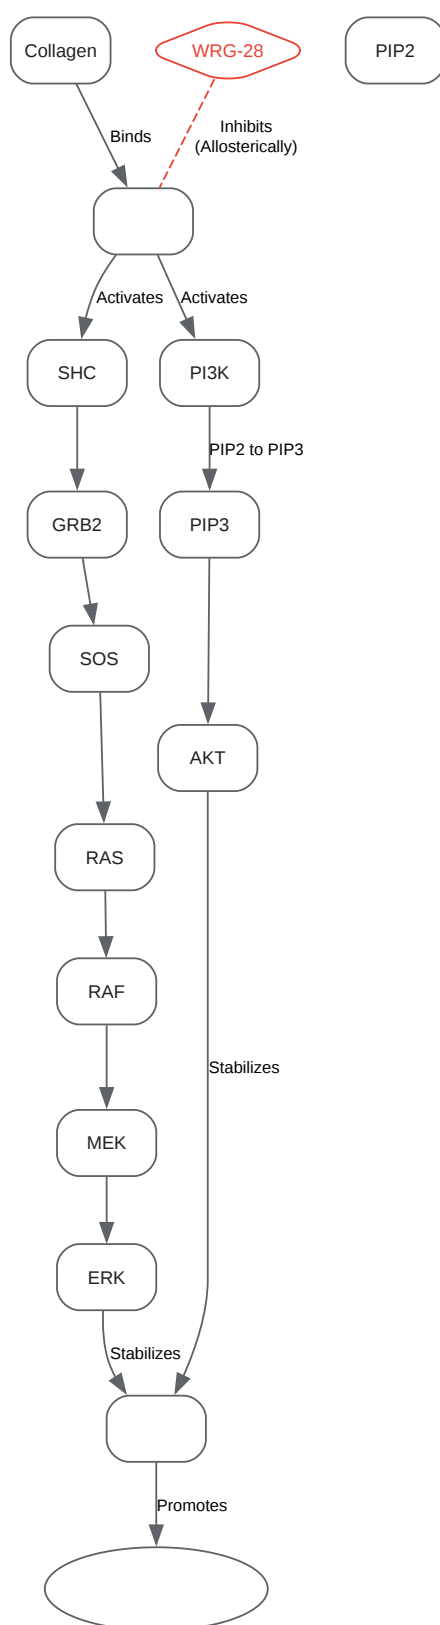 Collagen
WRG-28
PIP2
Binds
Inhibits
(Allosterically)
Activates
Activates
SHC
PI3K
PIP2 to PIP3
GRB2
PIP3
SOS
AKT
RAS
RAF
Stabilizes
MEK
ERK
Stabilizes
Promotes